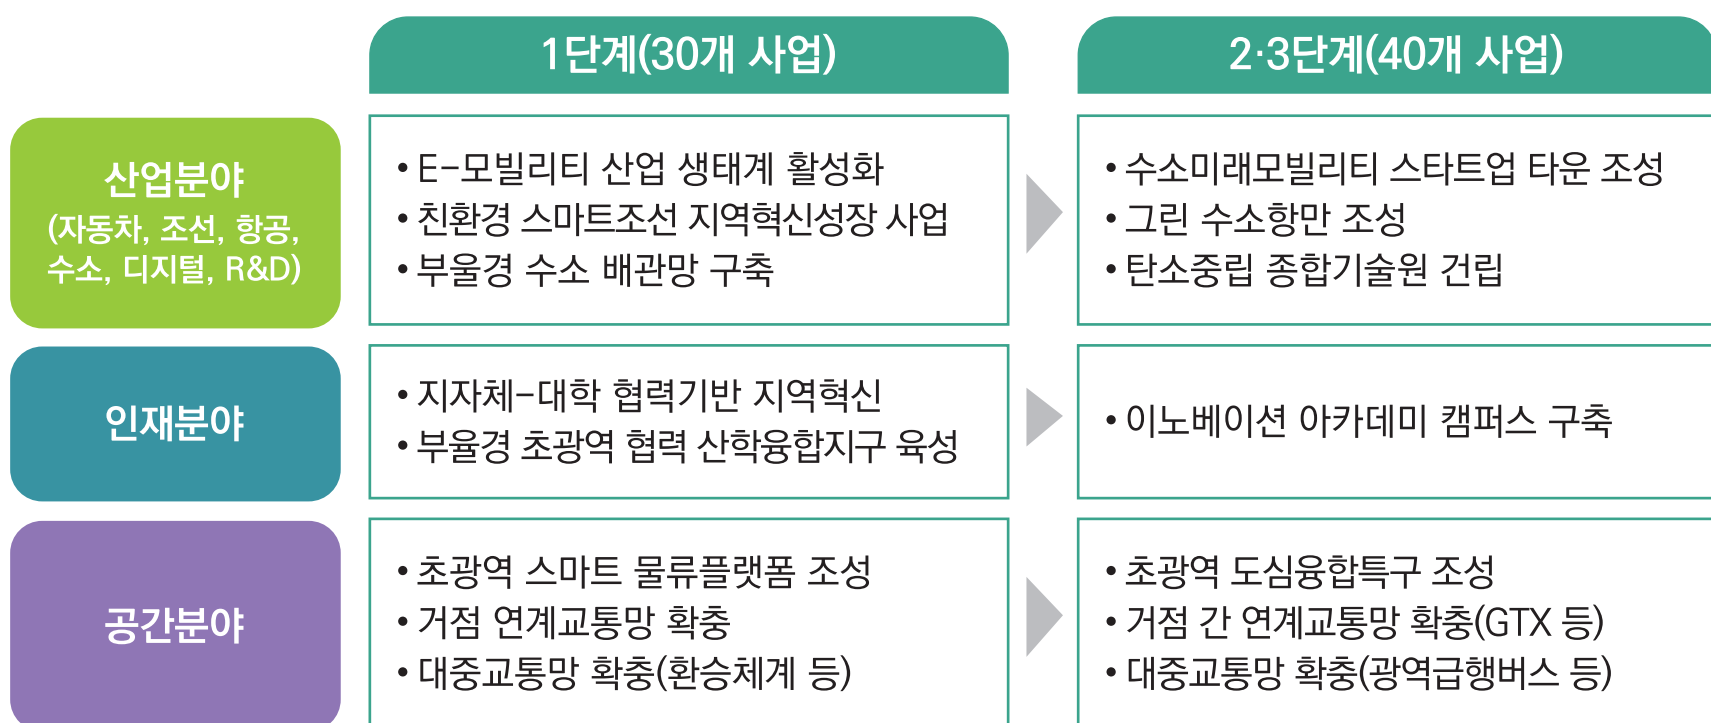 1단계(30개 사업)
2·3단계(40개 사업)
산업분야
(자동차, 조선, 항공,
수소, 디지털, R&D)
• E-모빌리티 산업 생태계 활성화
• 친환경 스마트조선 지역혁신성장 사업
• 부울경 수소 배관망 구축
• 수소미래모빌리티 스타트업 타운 조성
• 그린 수소항만 조성
• 탄소중립 종합기술원 건립
인재분야
• 지자체-대학 협력기반 지역혁신
• 부율경 초광역 협력 산학융합지구 육성
• 이노베이션 아카데미 캠퍼스 구축
공간분야
• 초광역 스마트 물류플랫폼 조성
• 거점 연계교통망 확충
• 대중교통망 확충(환승체계 등)
• 초광역 도심융합특구 조성
• 거점 간 연계교통망 확충(GTX 등)
• 대중교통망 확충(광역급행버스 등)